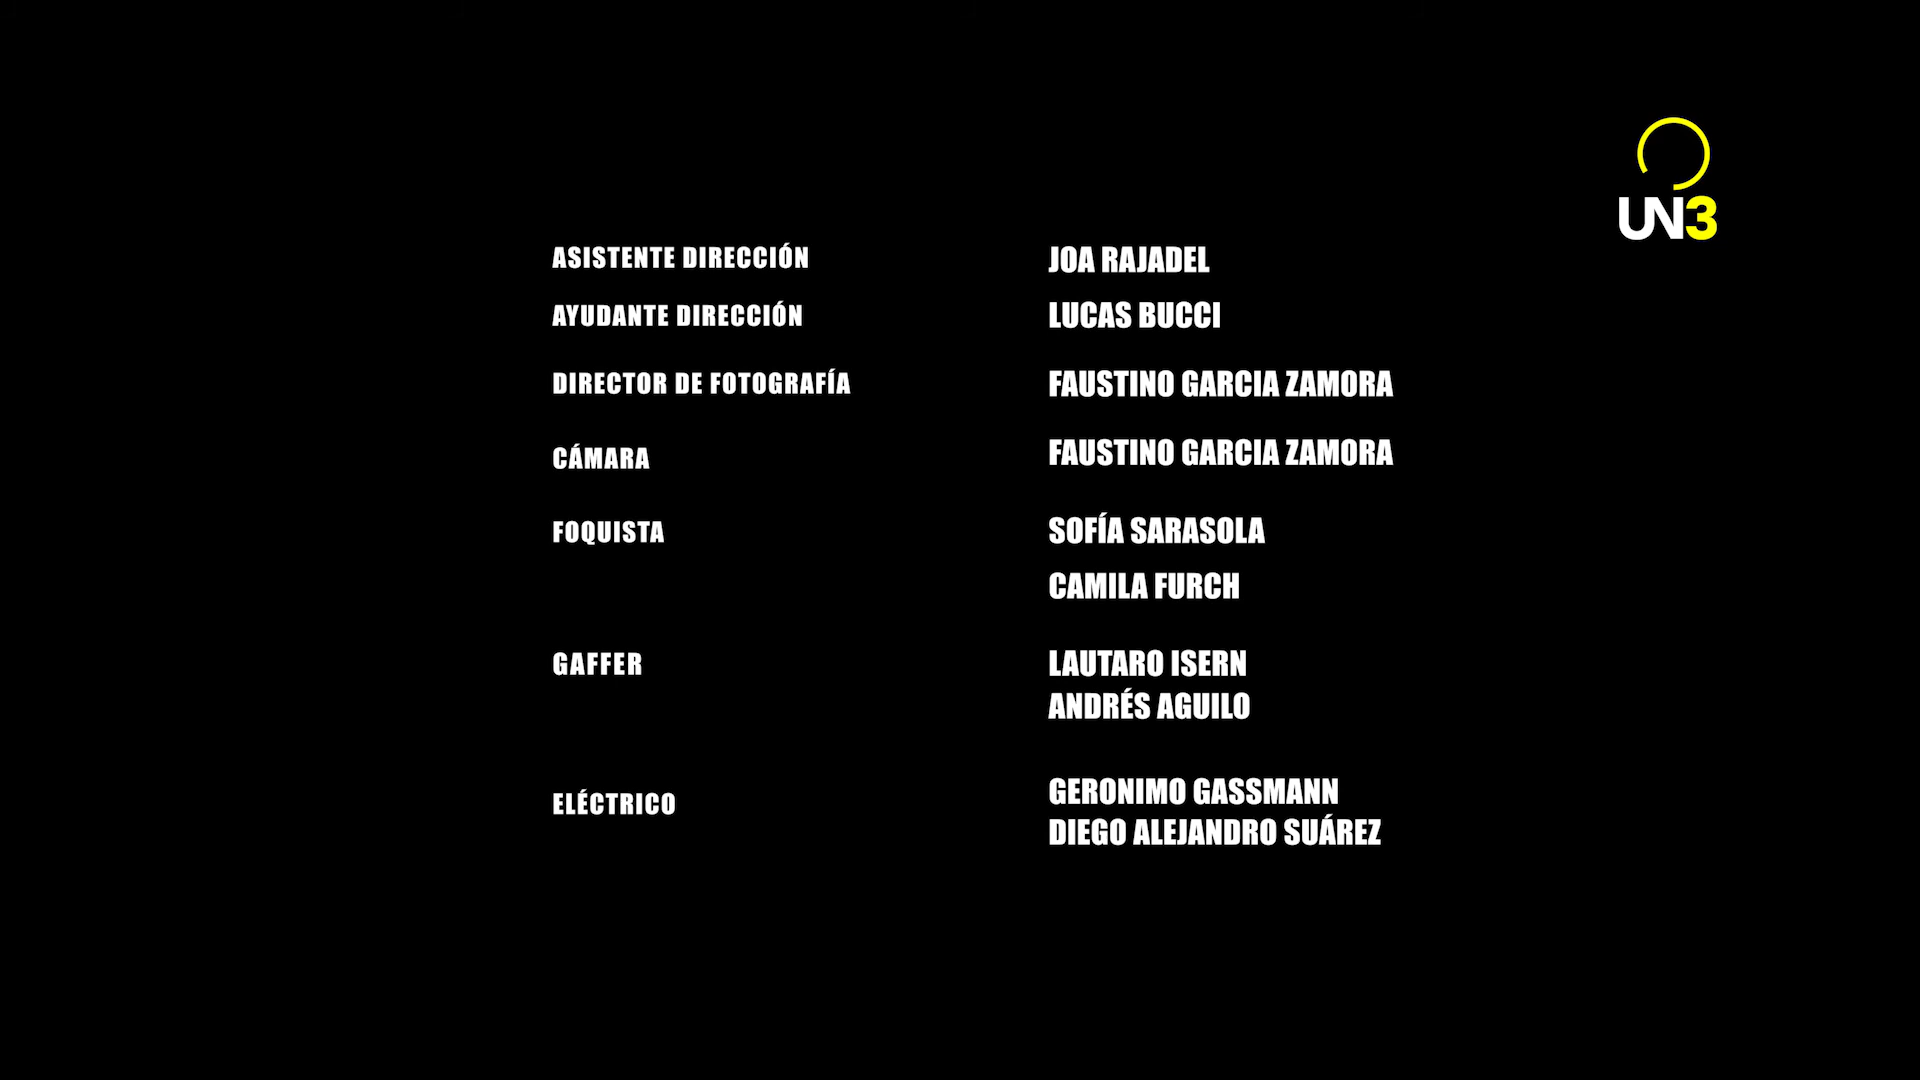 UN3
ASISTENTE DIRECCIÓN JOA RAJADEL
AYUDANTE DIRECCIÓN LUCAS BUCCI
DIRECTOR DE FOTOGRAFÍA FAUSTINO GARCIA ZAMORA
CÁMARA FAUSTINO GARCIA ZAMORA
FOQUISTA SOFÍA SARASOLA
CAMILA FURCH
GAFFER LAUTARO ISERN
ANDRÉS AGUILO
ELÉCTRICO GERONIMO GASSMANN
DIEGO ALEJANDRO SUÁREZ